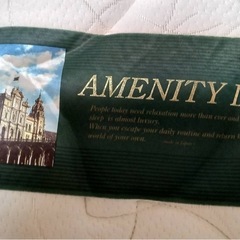 AMENITY
People today need relaxation more than ever and
sleep is almost luxury.
When you escape your daily routine and return
world of your own.